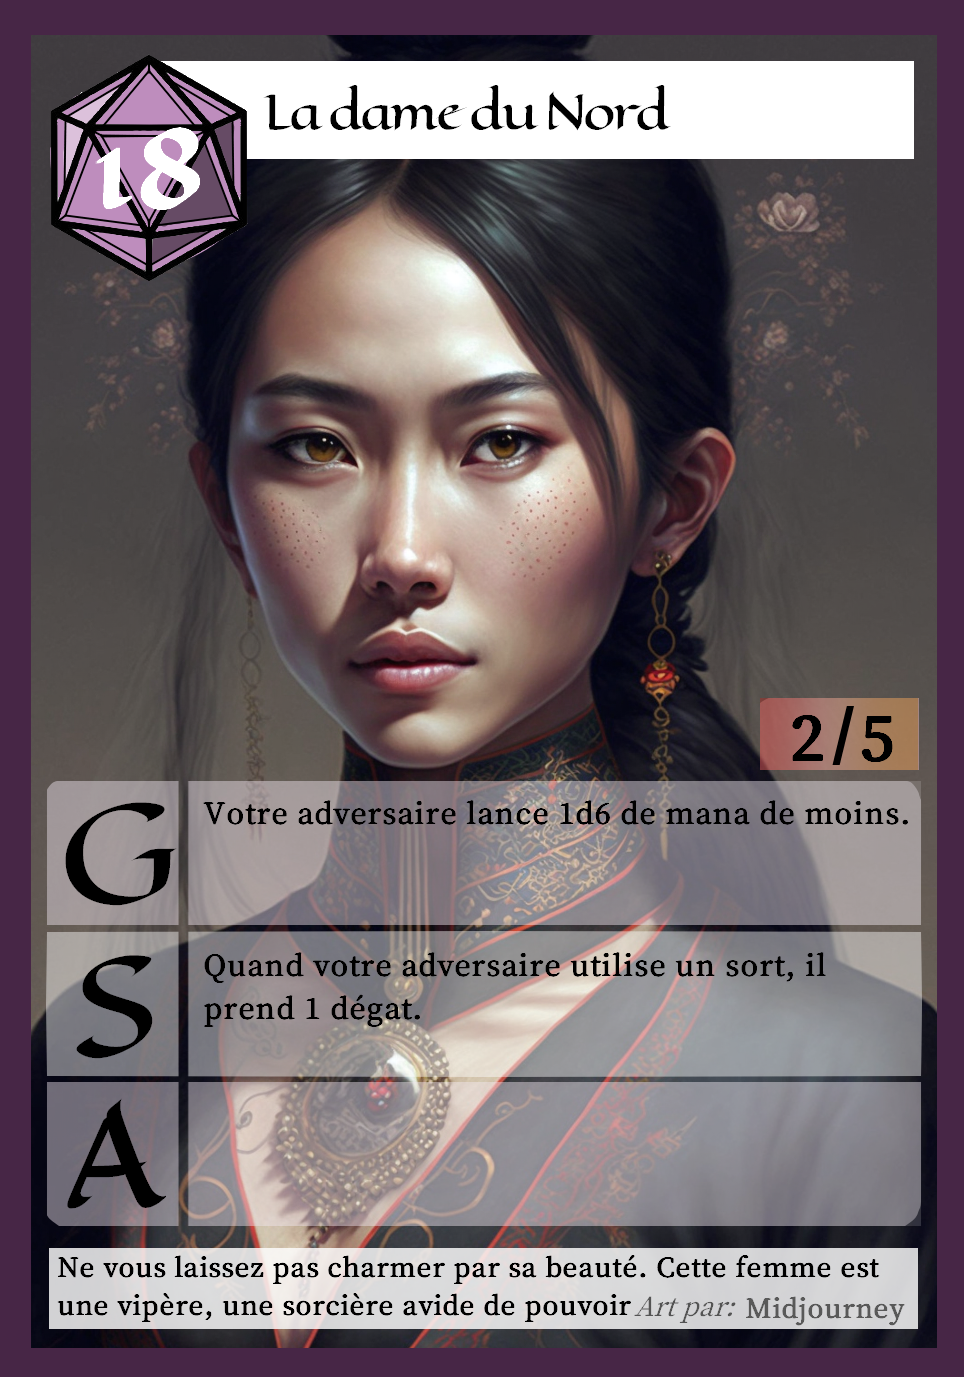 18
La dame du Nord
2/5
G
Votre adversaire lance 1d6 de mana de moins.
S
Quand votre adversaire utilise un sort, il
prend 1 dégat.
A
Ne vous laissez pas charmer par sa beauté. Cette femme est
une vipère, une sorcière avide de pouvoir Art par: Midjourney